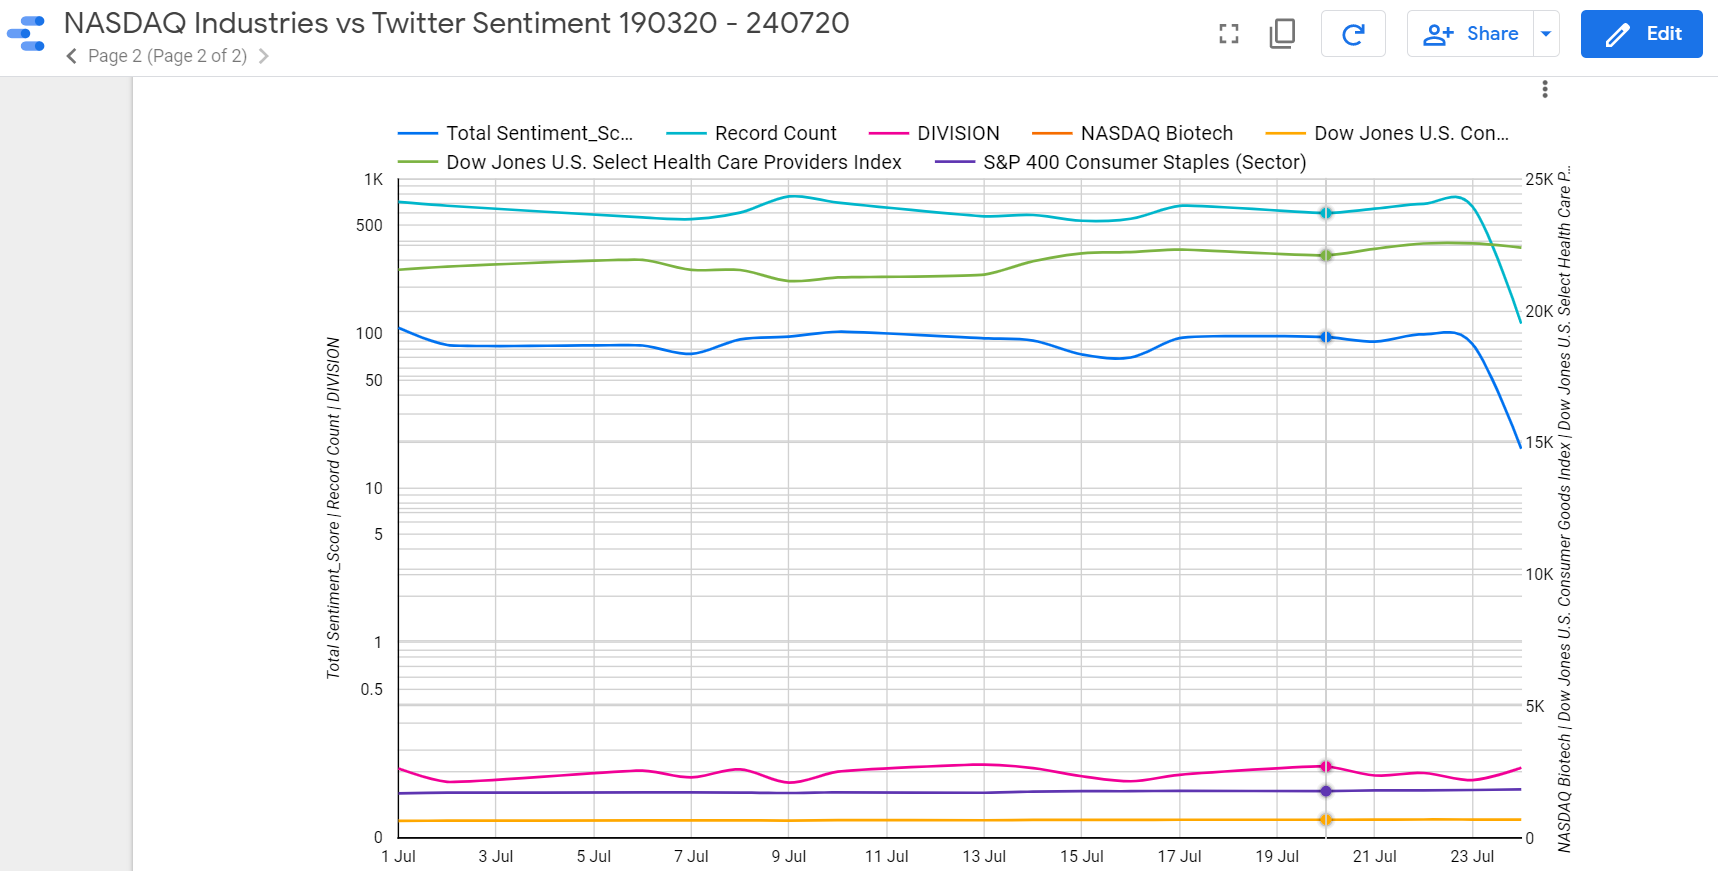 NASDAQ Industries vs Twitter Sentiment 190320 - 240720
Page 2 (Page 2 of 2)
Share
Edit
Total Sentiment_Sc...
Record Count
DIVISION
NASDAQ Biotech
Dow Jones U.S. Con...
Dow Jones U.S. Select Health Care Providers Index
S&P 400 Consumer Staples (Sector)
Total Sentiment_Score | Record Count | DIVISION
1K
500
100
50
10
5
1
0.5
0
25K
20K
15K
10K
5K
0
NASDAQ Biotech | Dow Jones U.S. Consumer Goods Index | Dow Jones U.S. Select Health Care P...
1 Jul
3 Jul
5 Jul
7 Jul
9 Jul
11 Jul
13 Jul
15 Jul
17 Jul
19 Jul
21 Jul
23 Jul